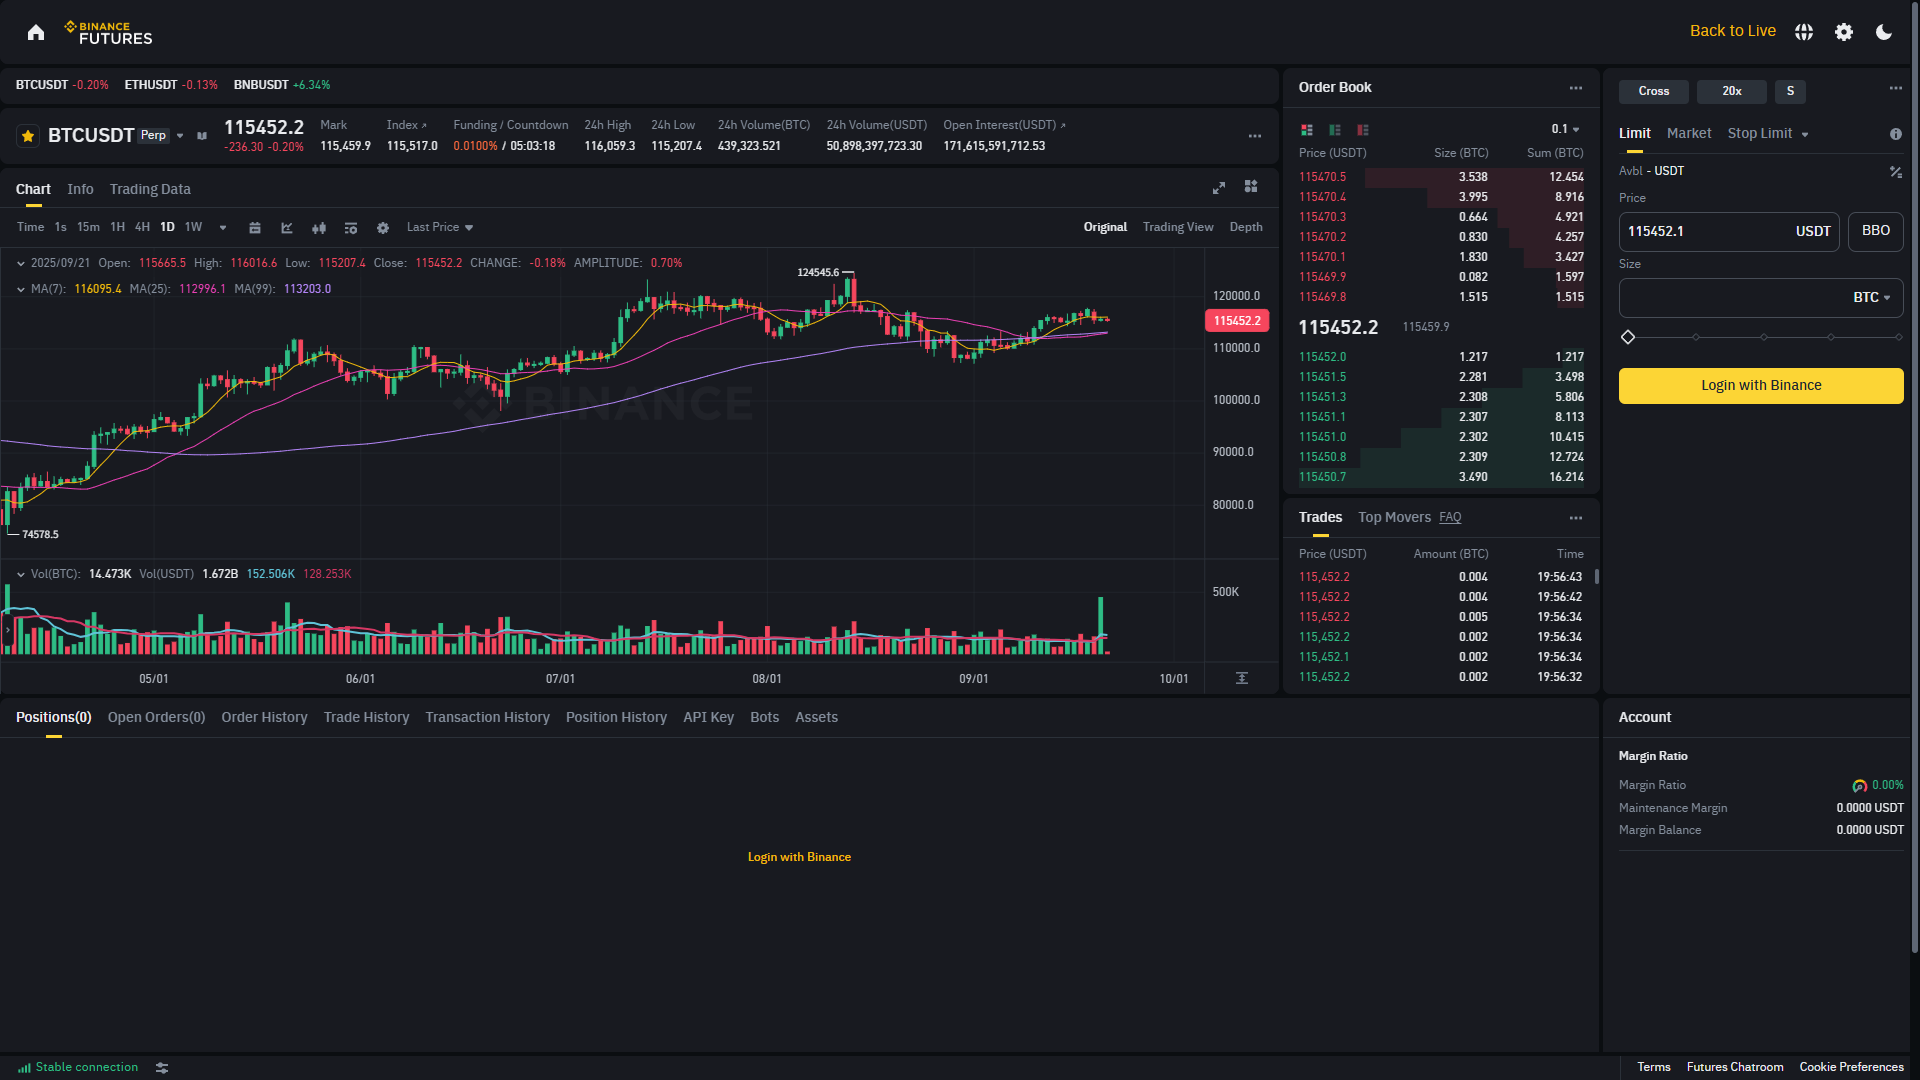 BINANCE
FUTURES
Back to Live
BTCUSDT -0.20% ETHUSDT -0.13% BNBUSDT +6.34%
BTCUSDT Perp
115452.2
-236.30 -0.20%
Mark
115,459.9
Index
115,517.0
Funding / Countdown
0.0100% / 05:03:18
24h High
116,059.3
24h Low
115,207.4
24h Volume(BTC)
439,323.521
24h Volume(USDT)
50,898,397,723.30
Open Interest(USDT)
171,615,591,712.53
Chart Info Trading Data
Time 1s 15m 1H 4H 1D 1W Last Price Original Trading View Depth
2025/09/21 Open: 115665.5 High: 116016.6 Low: 115207.4 Close: 115452.2 CHANGE: -0.18% AMPLITUDE: 0.70%
MA(7): 116095.4 MA(25): 112996.1 MA(99): 113203.0
124545.6
120000.0
115452.2
110000.0
100000.0
90000.0
80000.0
BINANCE
74578.5
Vol(BTC): 14.473K Vol(USDT) 1.672B 152.506K 128.253K
500K
05/01 06/01 07/01 08/01 09/01 10/01
Order Book
0.1
Price (USDT) Size (BTC) Sum (BTC)
115470.5 3.538 12.454
115470.4 3.995 8.916
115470.3 0.664 4.921
115470.2 0.830 4.257
115470.1 1.830 3.427
115469.9 0.082 1.597
115469.8 1.515 1.515
115452.2 115459.9
115452.0 1.217 1.217
115451.5 2.281 3.498
115451.3 2.308 5.806
115451.1 2.307 8.113
115451.0 2.302 10.415
115450.8 2.309 12.724
115450.7 3.490 16.214
Trades Top Movers FAQ
Price (USDT) Amount (BTC) Time
115,452.2 0.004 19:56:43
115,452.2 0.004 19:56:42
115,452.2 0.005 19:56:34
115,452.2 0.002 19:56:34
115,452.1 0.002 19:56:34
115,452.2 0.002 19:56:32
Cross 20x S
Limit Market Stop Limit
Avbl - USDT
Price
115452.1 USDT BBO
Size
BTC
Login with Binance
Positions(0) Open Orders(0) Order History Trade History Transaction History Position History API Key Bots Assets
Login with Binance
Account
Margin Ratio
Margin Ratio 0.00%
Maintenance Margin 0.0000 USDT
Margin Balance 0.0000 USDT
Stable connection
Terms Futures Chatroom Cookie Preferences